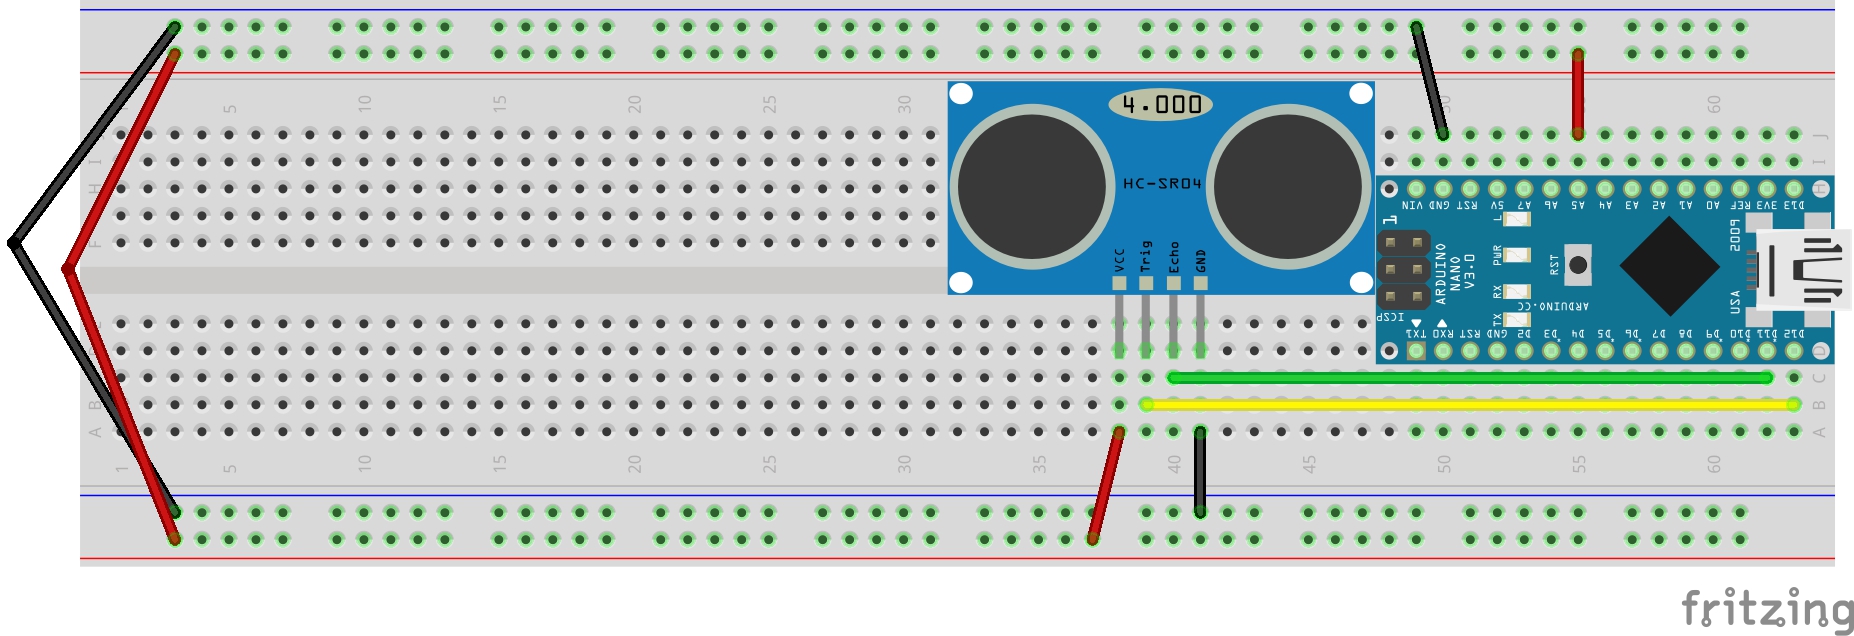 5 10 15 20 25 30 50 60
J
I
H
F
4.000
HC-SR04
VCC Trig Echo GND
VIN GND RST 5V A7 A6 A5 A4 A3 A2 A1 A0 REF 3V3 D13
1
L
PWR
RX
TX
RST
ARDUINO
NANO
V3.0
ARDUINO.CC
2009
USA
ICSP
TX1 RX0 RST GND D2 D3 D4 D5 D6 D7 D8 D9 D10 D11 D12
E
D
C
B B
A A
1 5 10 15 20 25 30 35 40 45 50 55 60
fritzing